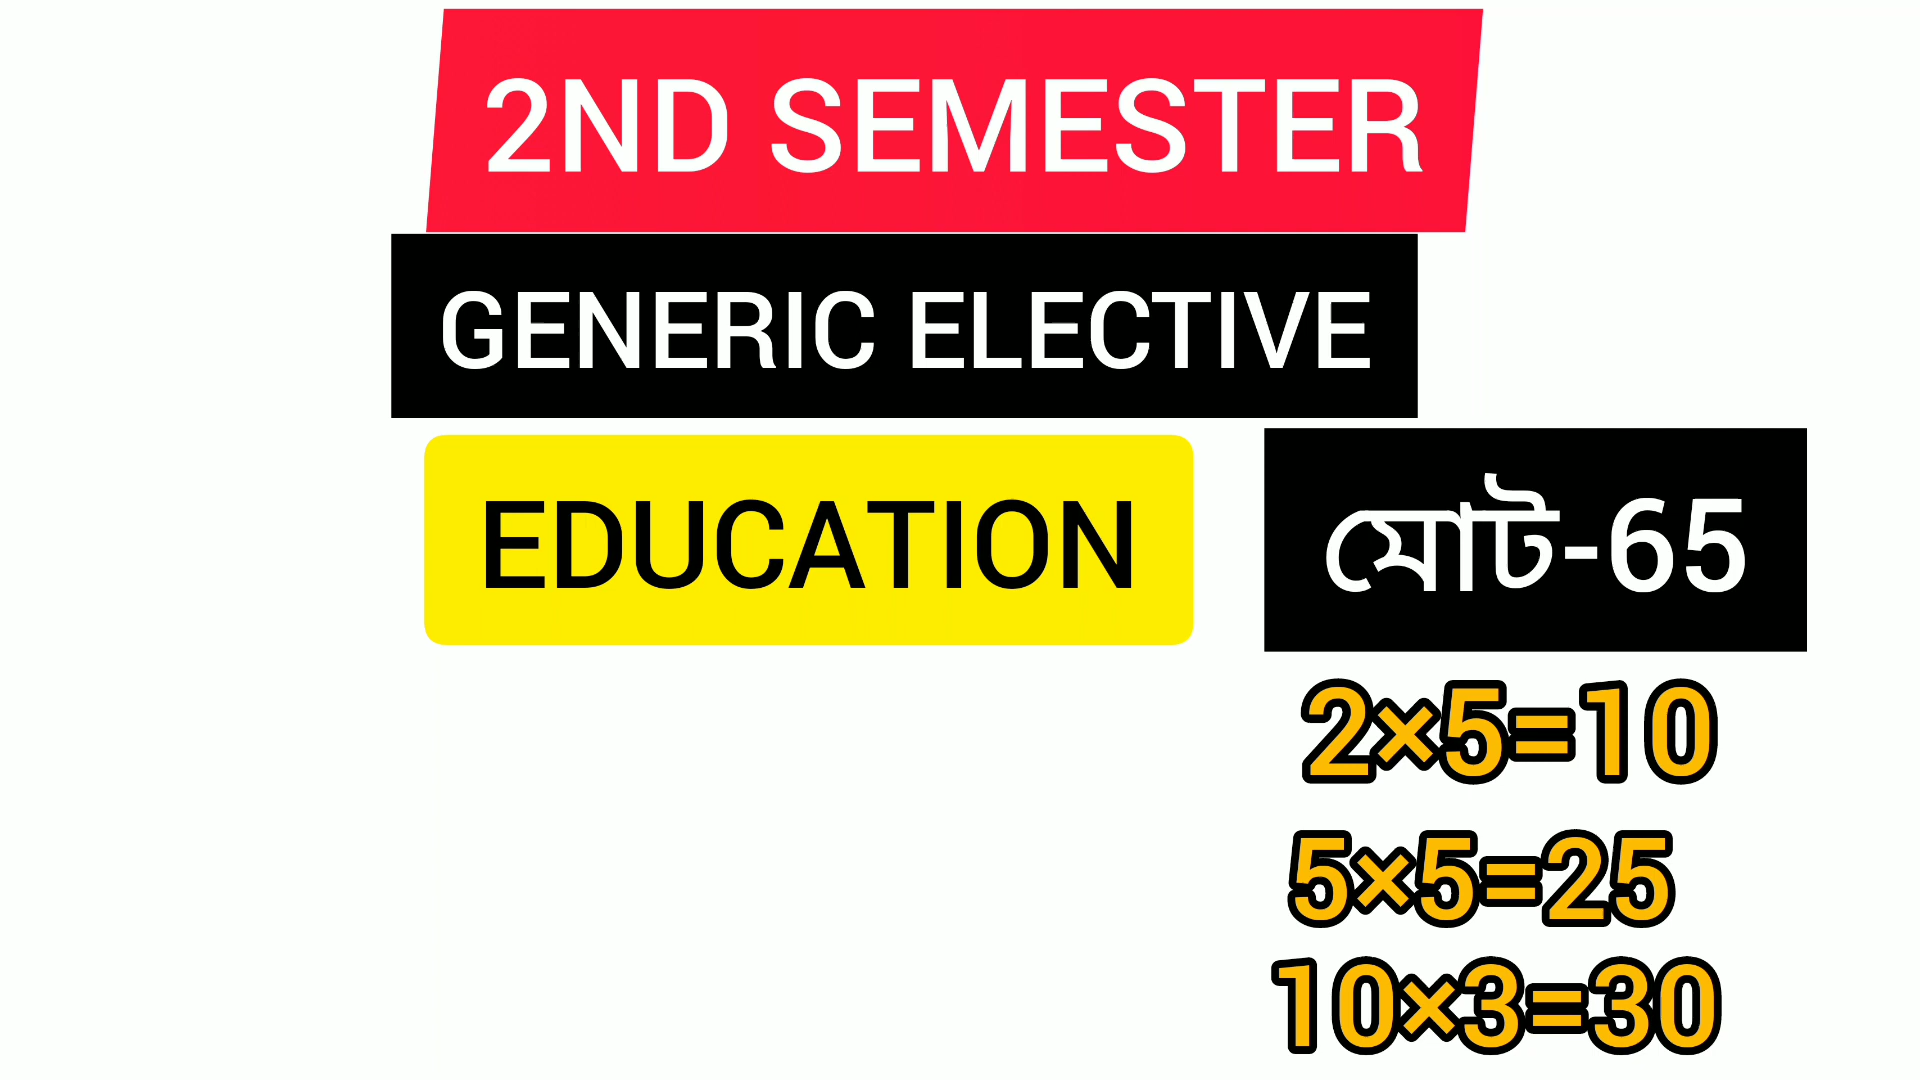 2ND SEMESTER
GENERIC ELECTIVE
EDUCATION
মোট-65
2×5=10
5×5=25
10×3=30